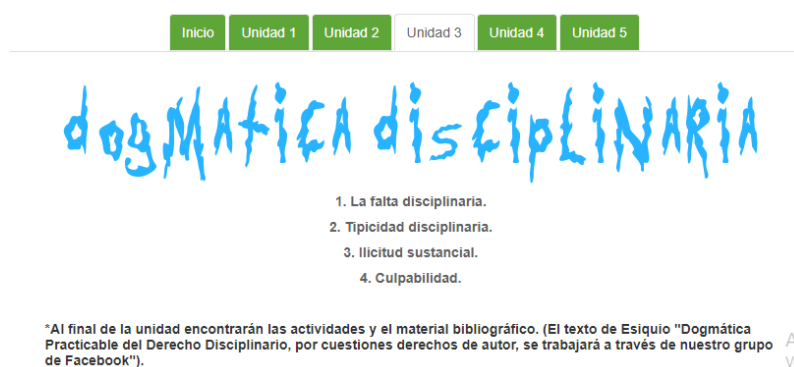 Inicio Unidad 1 Unidad 2 Unidad 3 Unidad 4 Unidad 5
dogMAtiCA disCipLiNARiA
1. La falta disciplinaria.
2. Tipicidad disciplinaria.
3. Ilicitud sustancial.
4. Culpabilidad.
*Al final de la unidad encontrarán las actividades y el material bibliográfico. (El texto de Esiquio "Dogmática
Practicable del Derecho Disciplinario, por cuestiones derechos de autor, se trabajará a través de nuestro grupo
de Facebook").